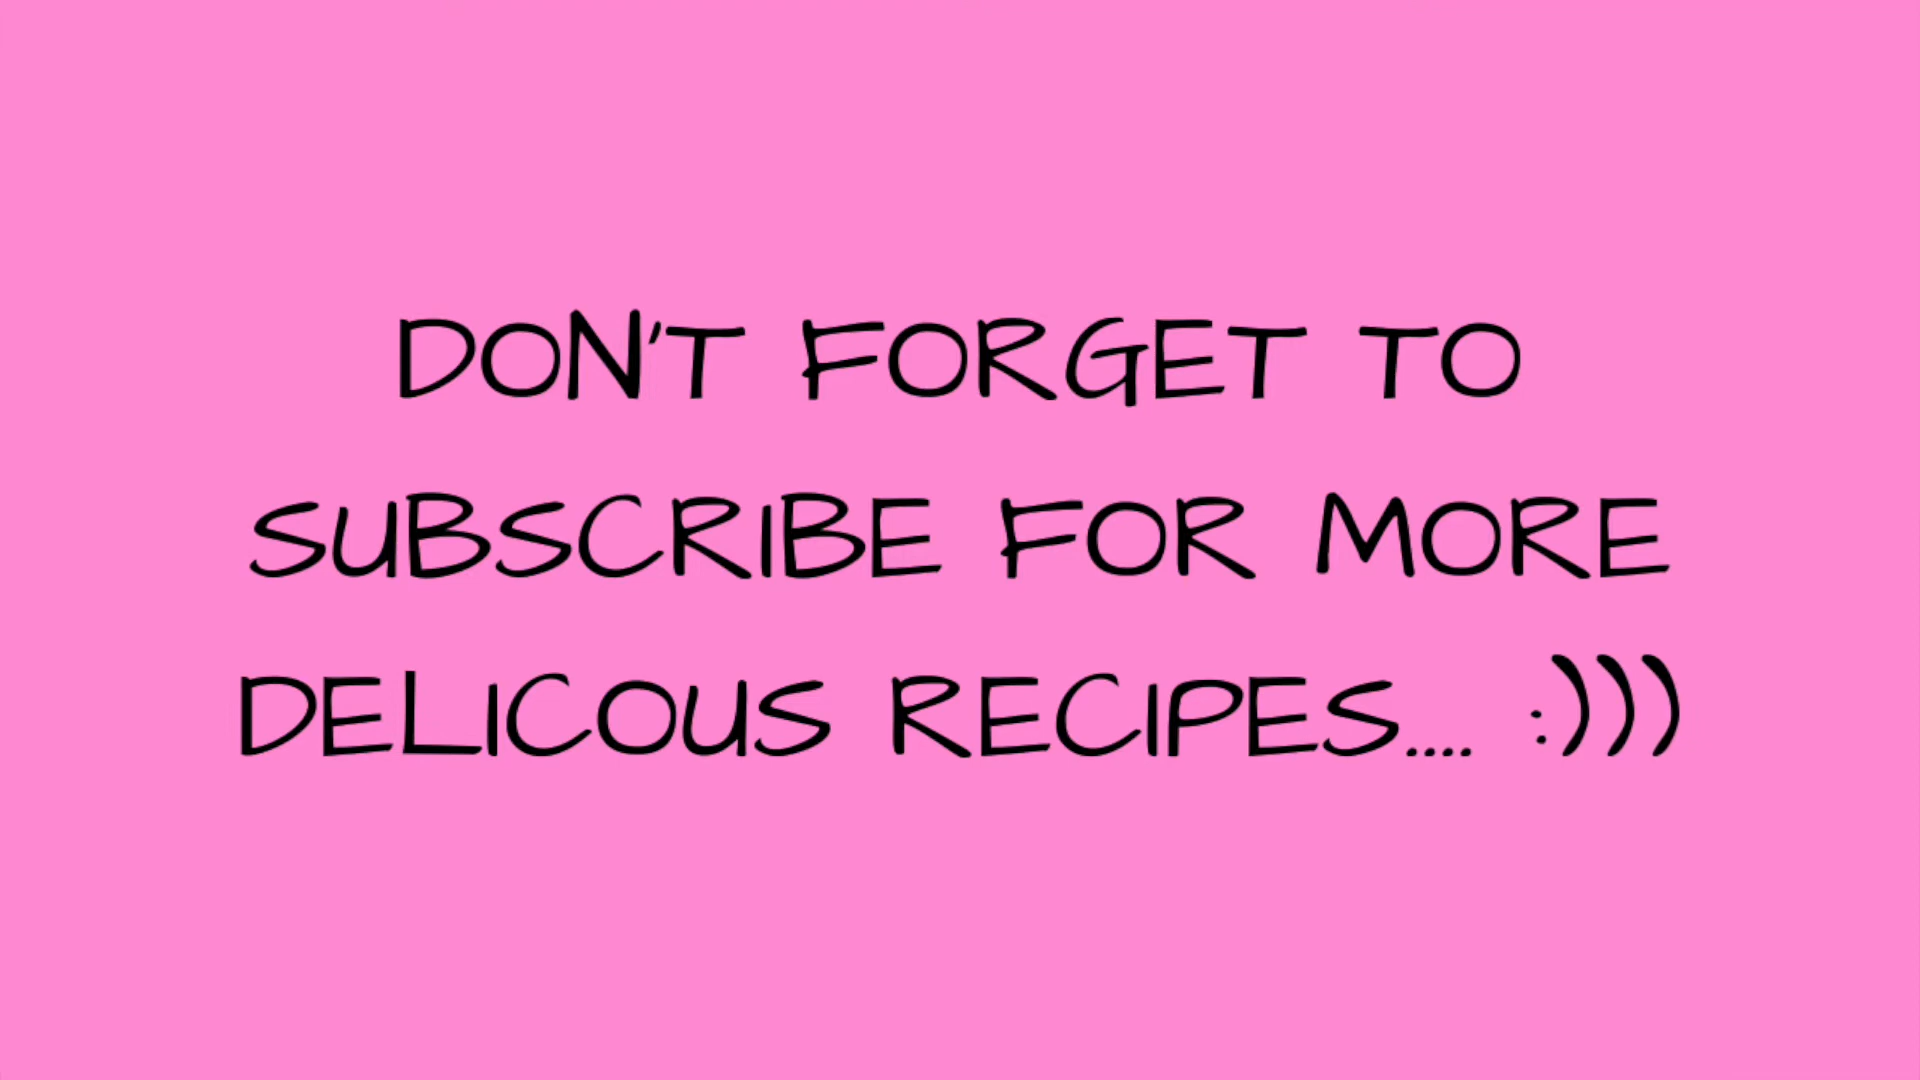 DON'T FORGET TO
SUBSCRIBE FOR MORE
DELICOUS RECIPES.... :)))